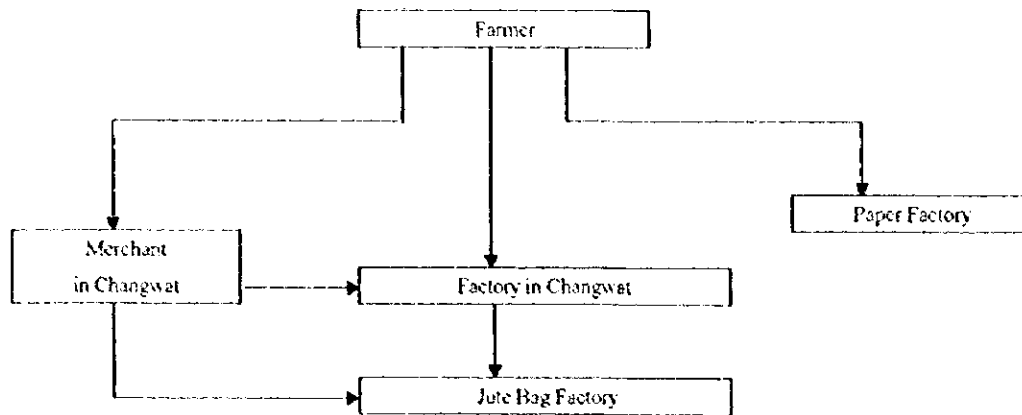 Farmer
Paper Factory
Merchant
in Changwat
Factory in Changwat
Jute Bag Factory